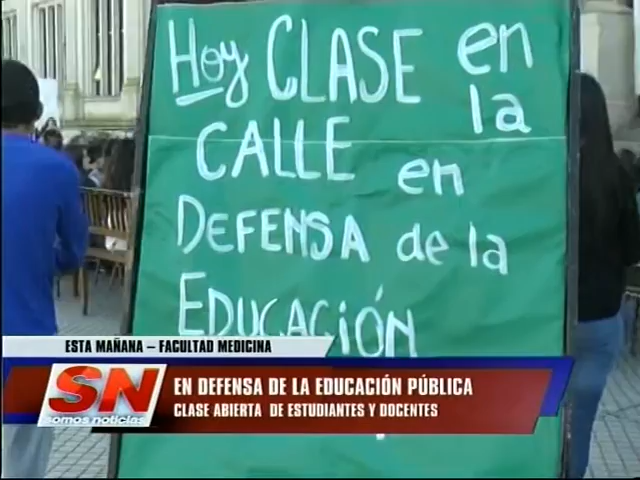 Hoy CLASE en la
CALLE en
DEFENSA de la
EDUCACIÓN
ESTA MAÑANA – FACULTAD MEDICINA
SN
somos noticias
EN DEFENSA DE LA EDUCACIÓN PÚBLICA
CLASE ABIERTA DE ESTUDIANTES Y DOCENTES